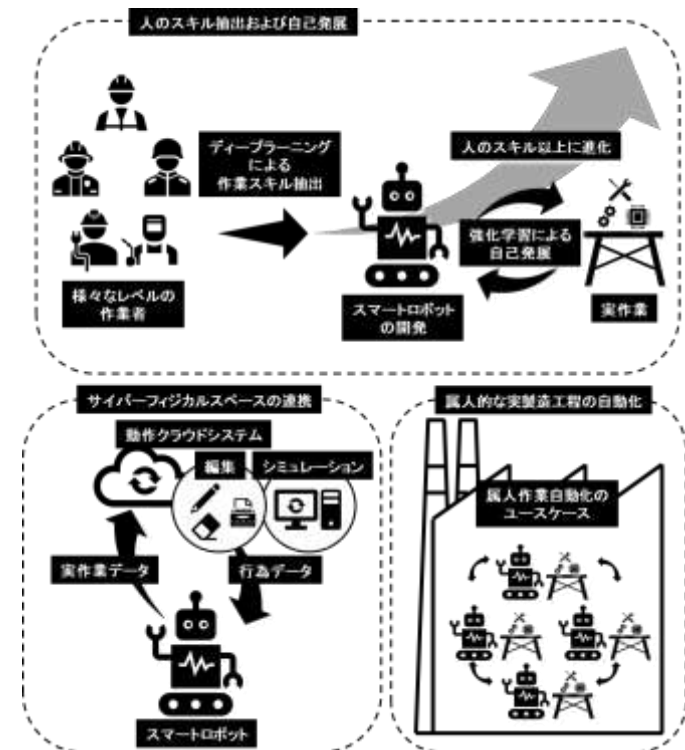 人のスキル抽出および自己発展
ディープラーニング
による
作業スキル抽出
人のスキル以上に進化
強化学習による
自己発展
様々なレベルの
作業者
スマートロボット
の開発
実作業
サイバーフィジカルスペースの連携
動作クラウドシステム
編集
シミュレーション
実作業データ
行為データ
スマートロボット
属人的な実製造工程の自動化
属人作業自動化の
ユースケース